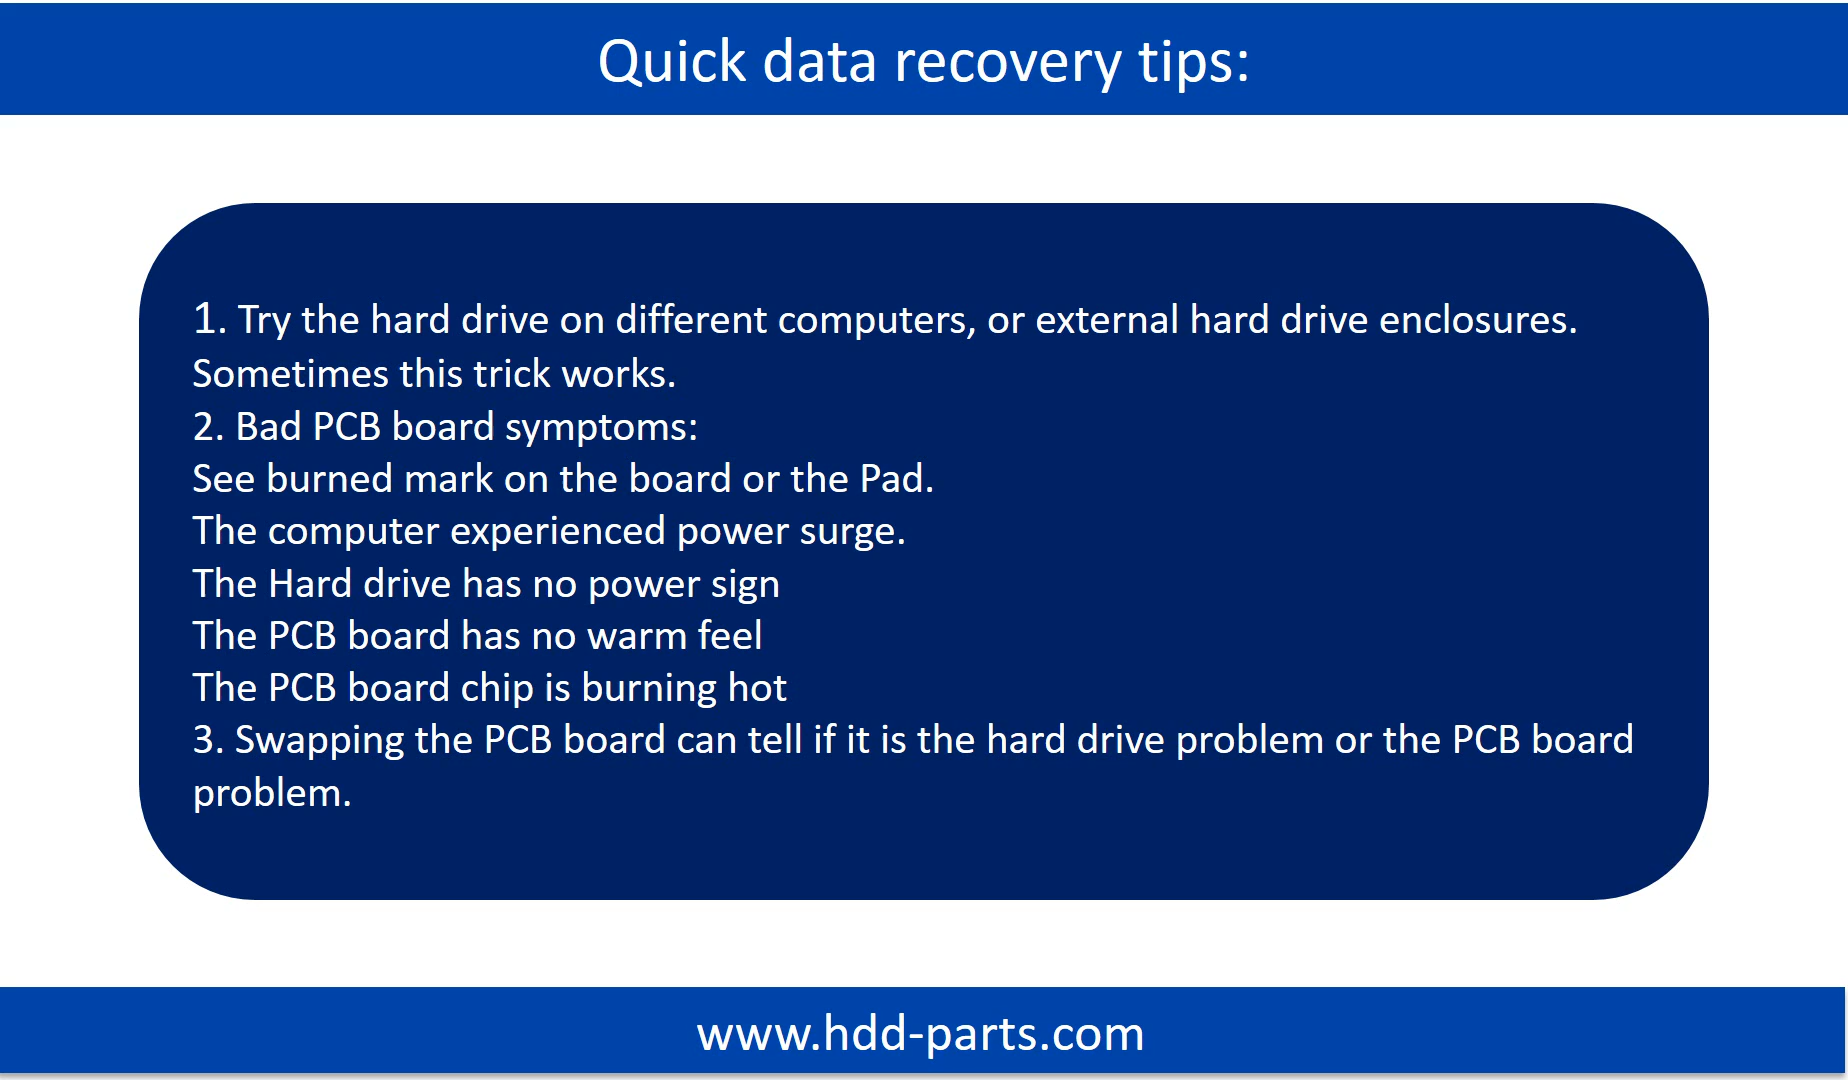 Quick data recovery tips:
1. Try the hard drive on different computers, or external hard drive enclosures.
Sometimes this trick works.
2. Bad PCB board symptoms:
See burned mark on the board or the Pad.
The computer experienced power surge.
The Hard drive has no power sign
The PCB board has no warm feel
The PCB board chip is burning hot
3. Swapping the PCB board can tell if it is the hard drive problem or the PCB board
problem.
www.hdd-parts.com